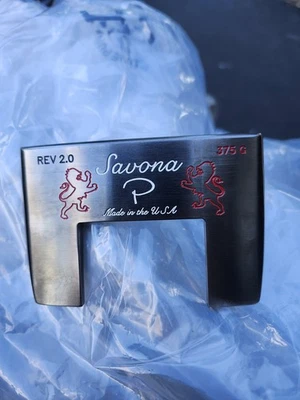 REV 2.0
375 G
Savona
P
Made in the U.S.A